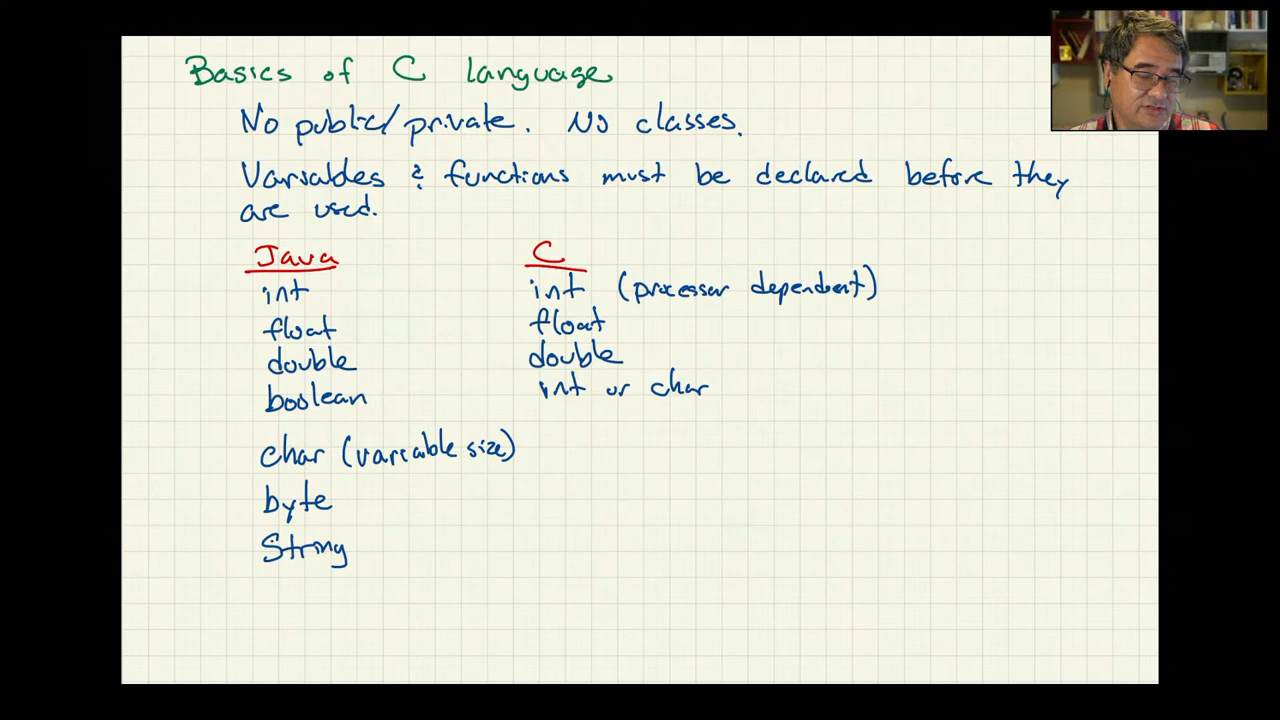 Basics of C language
No public/private. No classes.
Variables & functions must be declared before they
are used.
Java C
int int (processor dependent)
float float
double double
boolean int or char
char (variable size)
byte
String